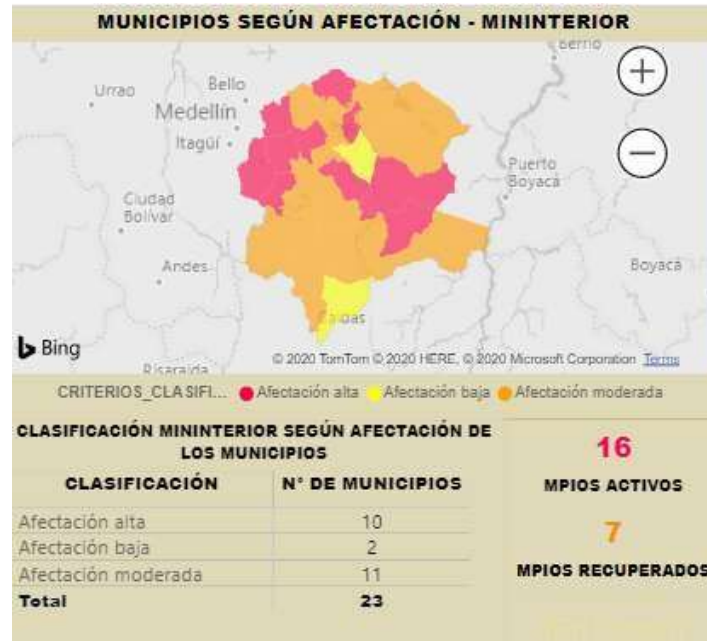 MUNICIPIOS SEGÚN AFECTACIÓN - MININTERIOR
Berrío
Urrao
Bello
Medellín
Itagüí
Puerto
Boyacá
Ciudad
Bolívar
Andes
Boyacá
Caldas
Bing
© 2020 TomTom © 2020 HERE, © 2020 Microsoft Corporation Terms
Risaralda
CRITERIOS_CLASIFI... Afectación alta Afectación baja Afectación moderada
CLASIFICACIÓN MININTERIOR SEGÚN AFECTACIÓN DE
LOS MUNICIPIOS
CLASIFICACIÓN N° DE MUNICIPIOS
Afectación alta 10
Afectación baja 2
Afectación moderada 11
Total 23
16
MPIOS ACTIVOS
7
MPIOS RECUPERADOS